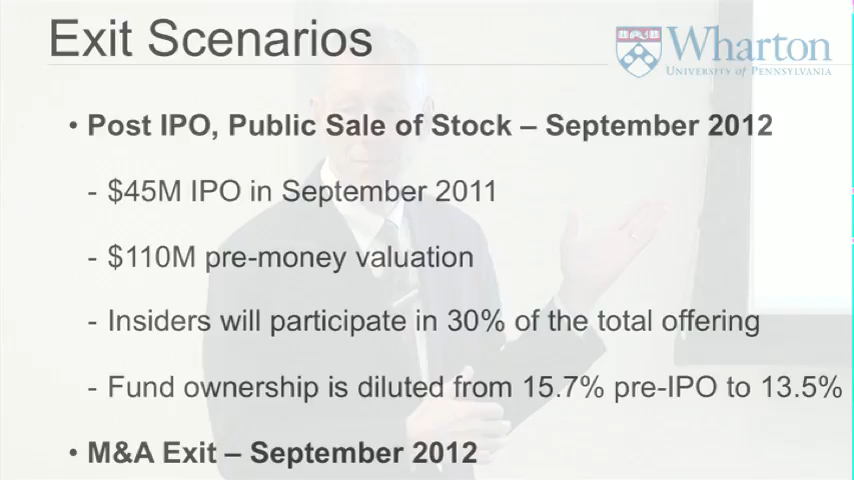 Exit Scenarios
Wharton
UNIVERSITY of PENNSYLVANIA
• Post IPO, Public Sale of Stock – September 2012
- $45M IPO in September 2011
- $110M pre-money valuation
- Insiders will participate in 30% of the total offering
- Fund ownership is diluted from 15.7% pre-IPO to 13.5%
• M&A Exit – September 2012